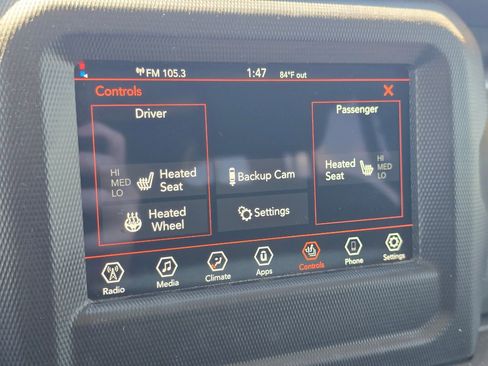 FM 105.3 1:47 84°F out
Controls X
Driver
HI
MED
LO
Heated
Seat
Heated
Wheel
Backup Cam
Settings
Passenger
Heated
Seat
HI
MED
LO
Radio Media Climate Apps Controls Phone Settings